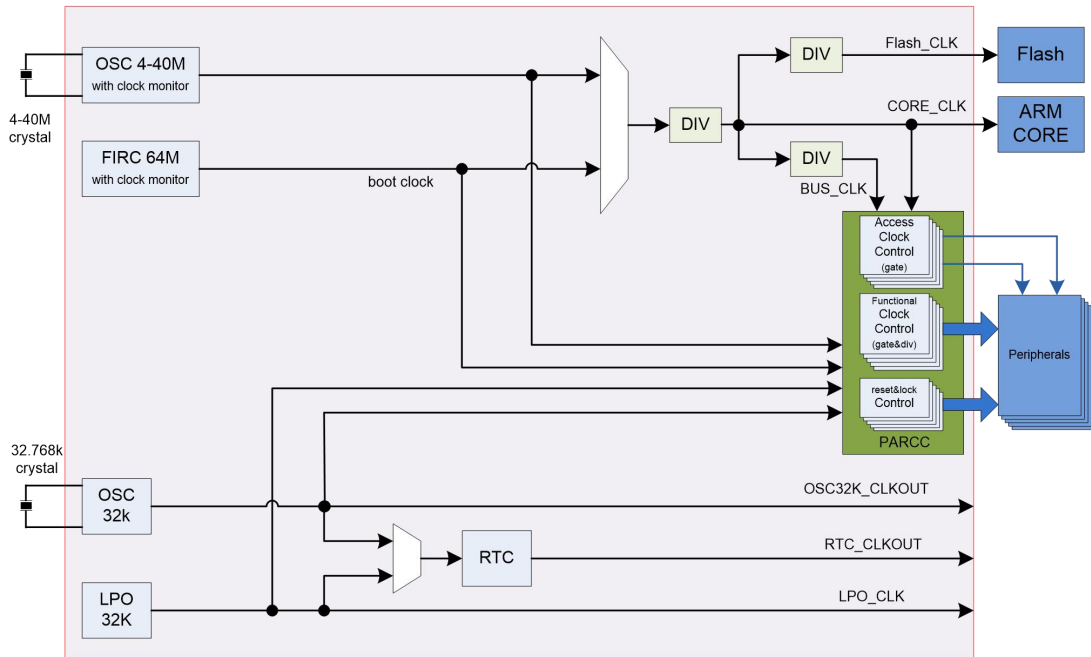 4-40M
crystal
OSC 4-40M
with clock monitor
FIRC 64M
with clock monitor
boot clock
DIV
DIV
Flash_CLK
Flash
CORE_CLK
ARM
CORE
DIV
BUS_CLK
Access
Clock
Control
(gate)
Functional
Clock
Control
(gate&div)
reset&lock
Control
PARCC
Peripherals
32.768k
crystal
OSC
32k
OSC32K_CLKOUT
RTC
RTC_CLKOUT
LPO
32K
LPO_CLK